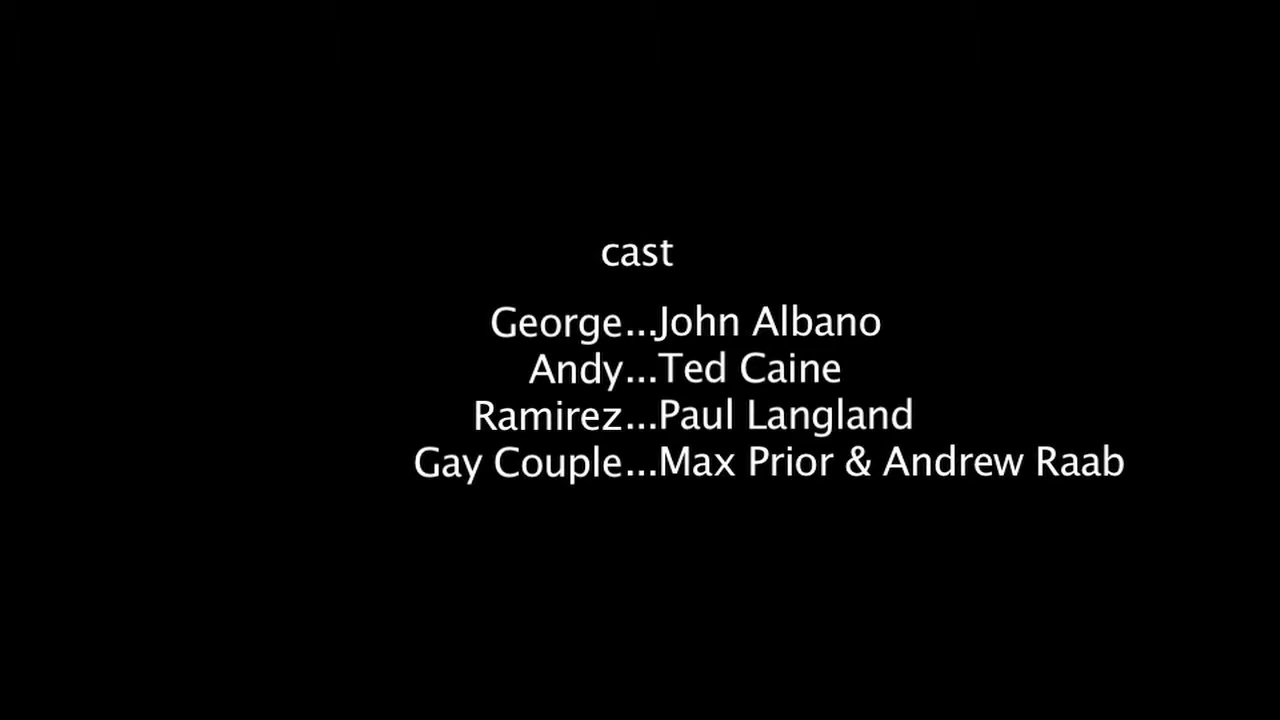 cast
George...John Albano
Andy...Ted Caine
Ramirez...Paul Langland
Gay Couple...Max Prior & Andrew Raab